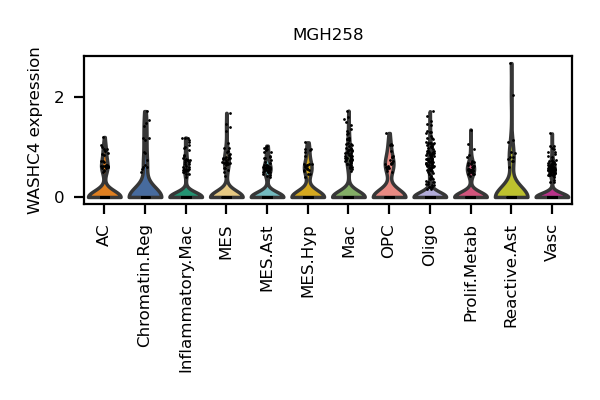 MGH258
WASHC4 expression
2
0
AC
Chromatin.Reg
Inflammatory.Mac
MES
MES.Ast
MES.Hyp
Mac
OPC
Oligo
Prolif.Metab
Reactive.Ast
Vasc